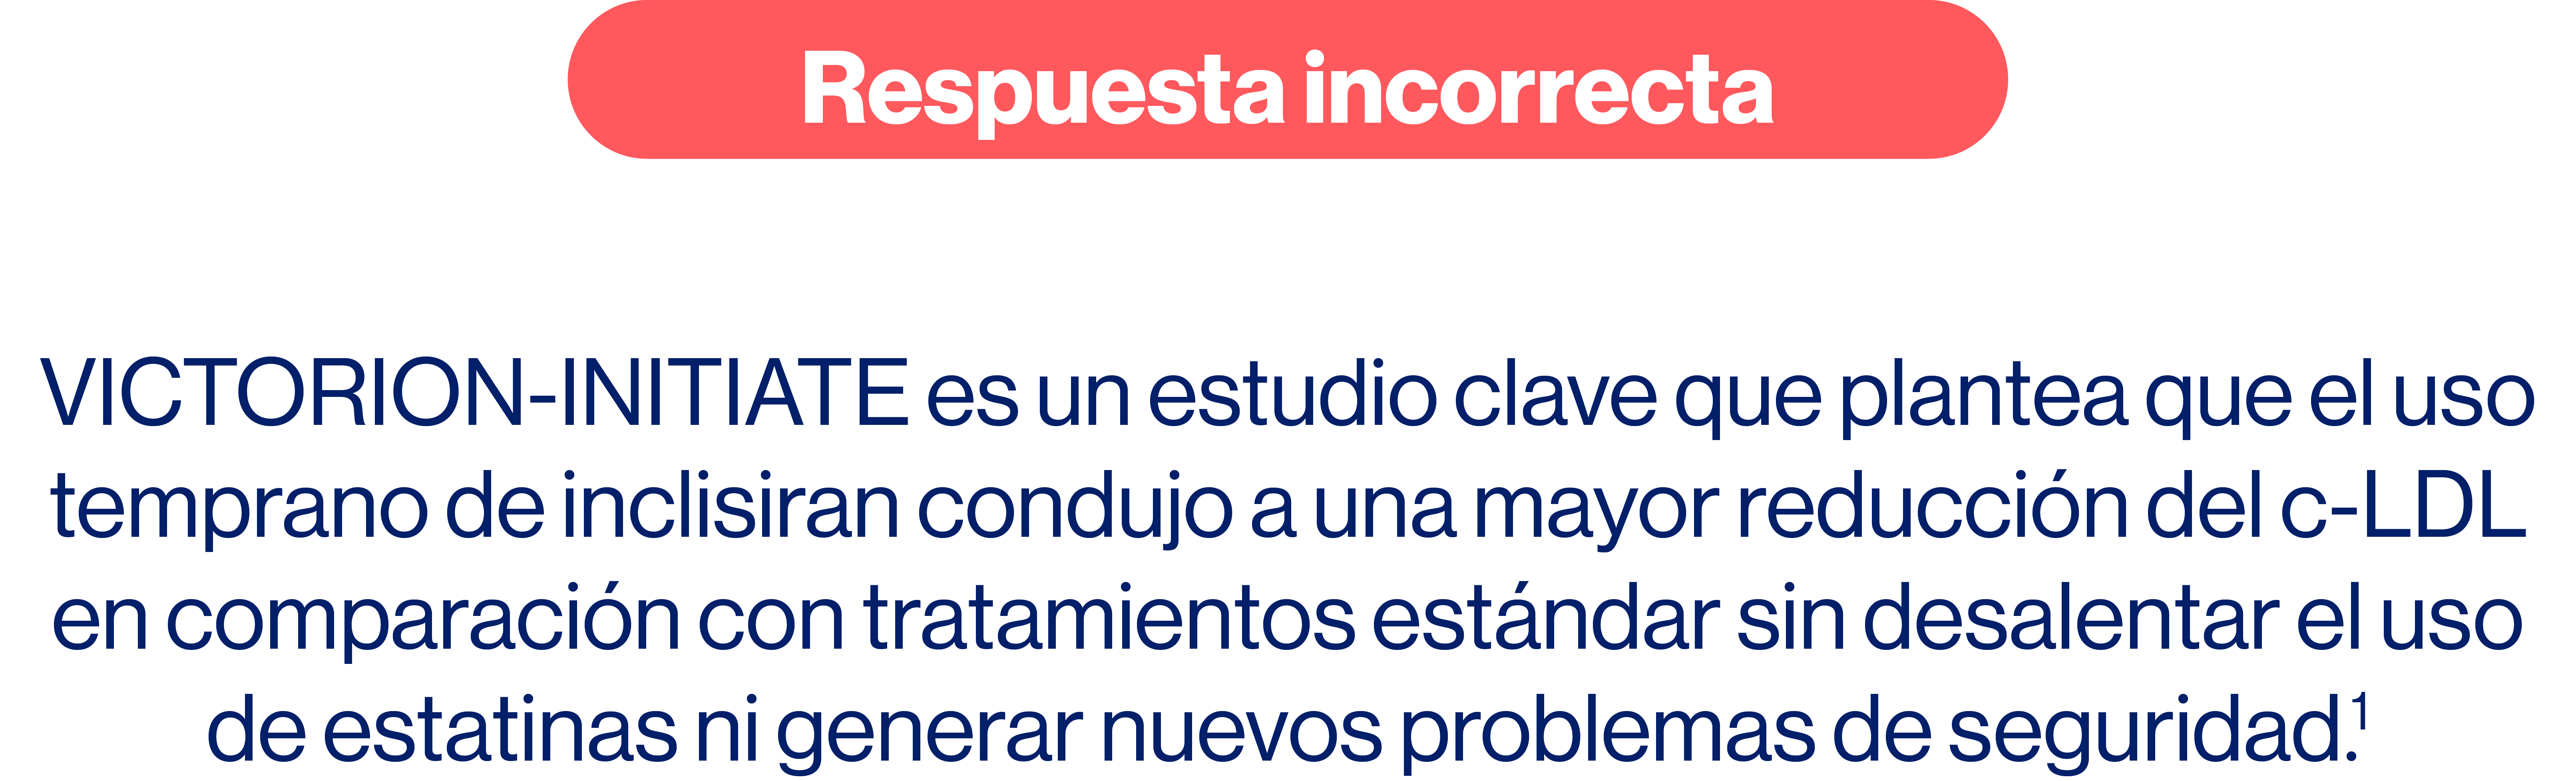 Respuesta incorrecta
VICTORION-INITIATE es un estudio clave que plantea que el uso
temprano de inclisiran condujo a una mayor reducción del c-LDL
en comparación con tratamientos estándar sin desalentar el uso
de estatinas ni generar nuevos problemas de seguridad.¹